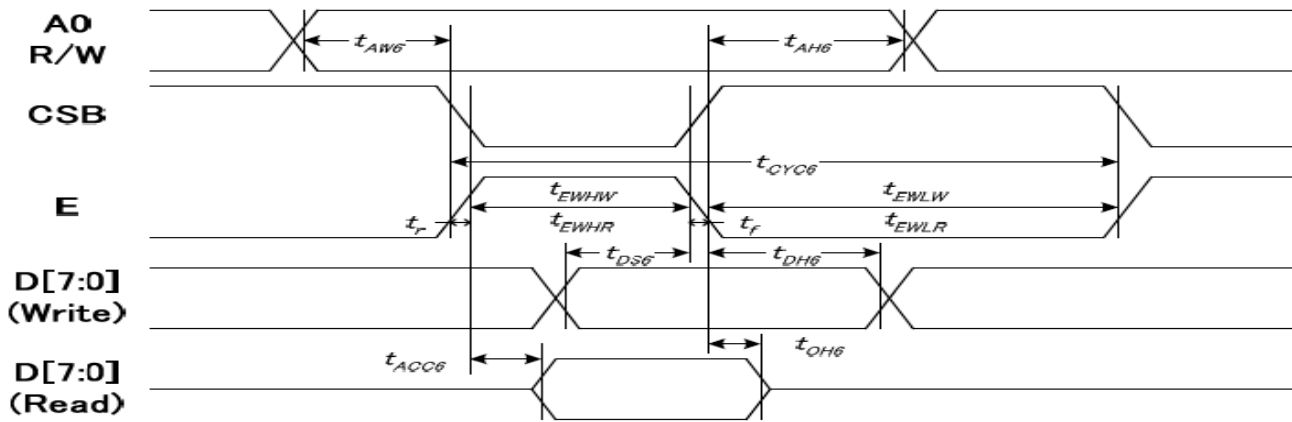 A0
R/W
tAW6
tAH6
CSB
tCYC6
E
tEWHW
tEWLW
tr
tEWHR
tf
tEWLR
tDS6
tDH6
D[7:0]
(Write)
tACC6
tOH6
D[7:0]
(Read)